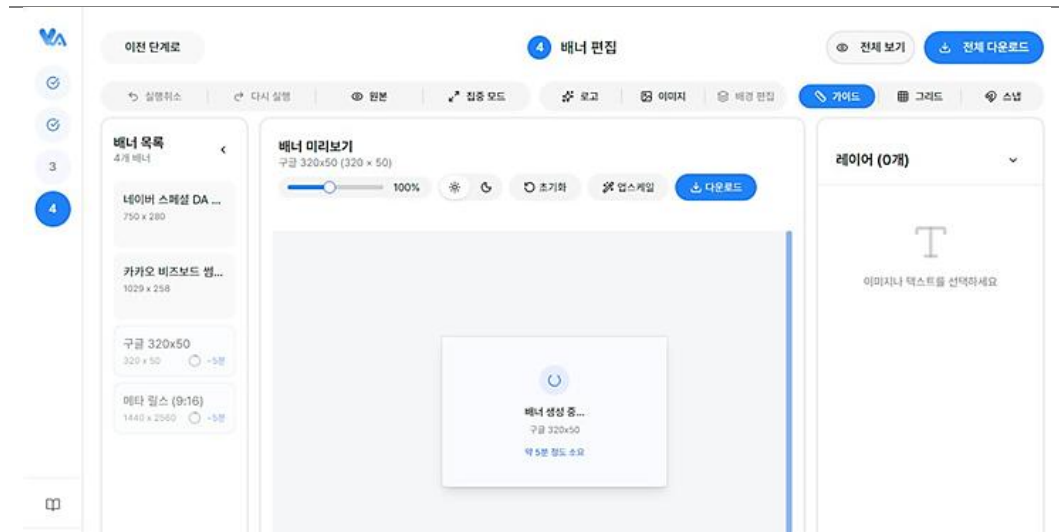 이전 단계로
4 배너 편집
전체 보기
전체 다운로드
실행취소
다시 실행
원본
집중 모드
로고
이미지
배경 편집
가이드
그리드
스냅
3
4
배너 목록
4개 배너
네이버 스페셜 DA ...
750 x 280
카카오 비즈보드 썸...
1029 x 258
구글 320x50
320 x 50 ~5분
메타 릴스 (9:16)
1440 x 2560 ~5분
배너 미리보기
구글 320x50 (320 × 50)
100%
초기화
업스케일
다운로드
배너 생성 중...
구글 320x50
약 5분 정도 소요
레이어 (0개)
이미지나 텍스트를 선택하세요